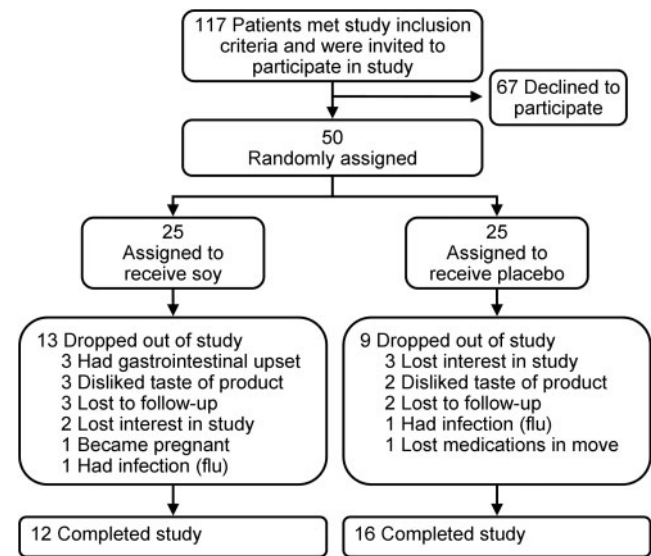 117 Patients met study inclusion
criteria and were invited to
participate in study
67 Declined to
participate
50
Randomly assigned
25
Assigned to
receive soy
25
Assigned to
receive placebo
13 Dropped out of study
3 Had gastrointestinal upset
3 Disliked taste of product
3 Lost to follow-up
2 Lost interest in study
1 Became pregnant
1 Had infection (flu)
9 Dropped out of study
3 Lost interest in study
2 Disliked taste of product
2 Lost to follow-up
1 Had infection (flu)
1 Lost medications in move
12 Completed study
16 Completed study